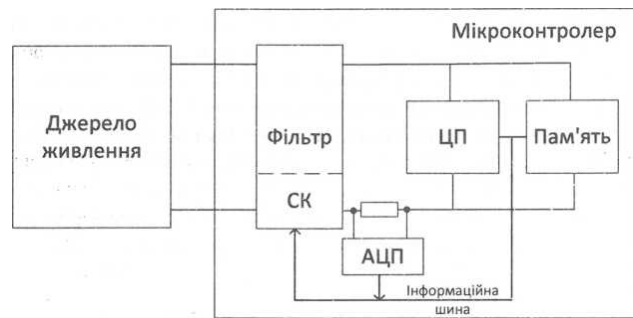 Мікроконтролер
Джерело
живлення
Фільтр
ЦП
Пам'ять
СК
АЦП
Інформаційна
шина